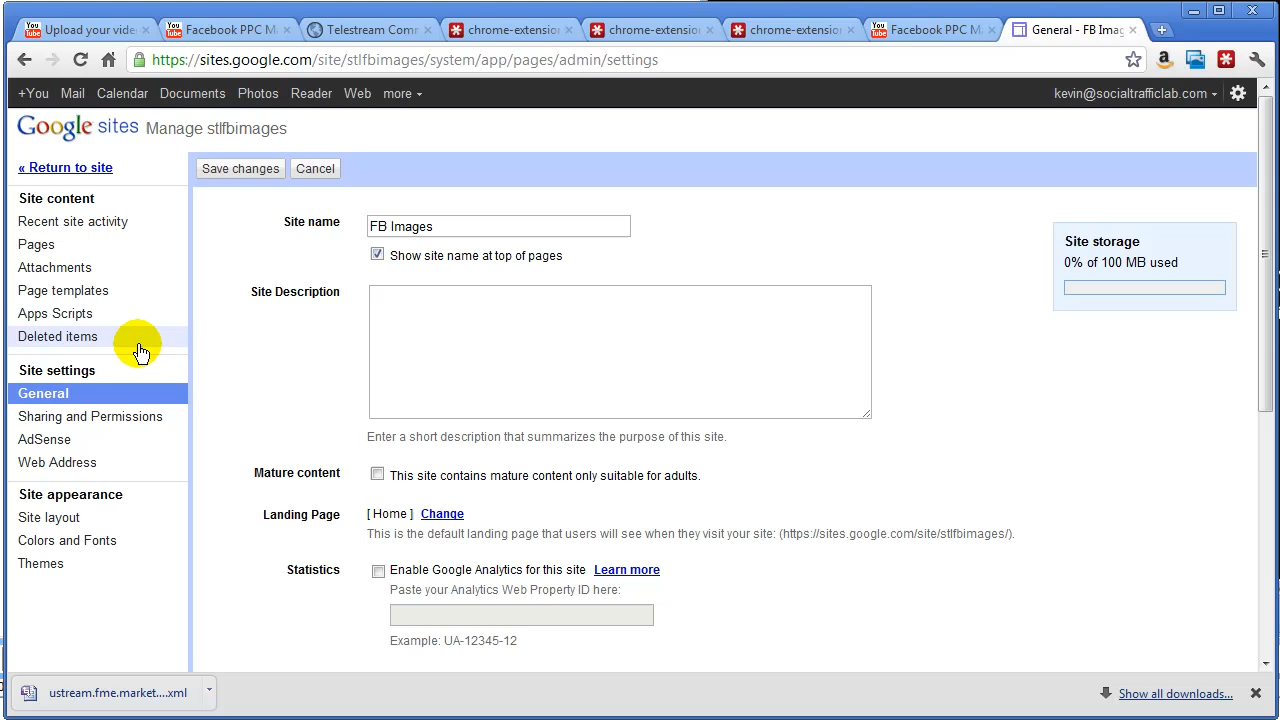 Upload your vide
Facebook PPC M
Telestream Comr
chrome-extension
chrome-extension
chrome-extension
Facebook PPC M
General - FB Imag
https://sites.google.com/site/stlfbimages/system/app/pages/admin/settings
+You Mail Calendar Documents Photos Reader Web more
kevin@socialtrafficlab.com
Google sites Manage stlfbimages
« Return to site
Site content
Recent site activity
Pages
Attachments
Page templates
Apps Scripts
Deleted items
Site settings
General
Sharing and Permissions
AdSense
Web Address
Site appearance
Site layout
Colors and Fonts
Themes
Save changes Cancel
Site name FB Images
Show site name at top of pages
Site Description
Enter a short description that summarizes the purpose of this site.
Mature content This site contains mature content only suitable for adults.
Landing Page [ Home ] Change
This is the default landing page that users will see when they visit your site: (https://sites.google.com/site/stlfbimages/).
Statistics Enable Google Analytics for this site Learn more
Paste your Analytics Web Property ID here:
Example: UA-12345-12
Site storage
0% of 100 MB used
ustream.fme.market....xml
Show all downloads...